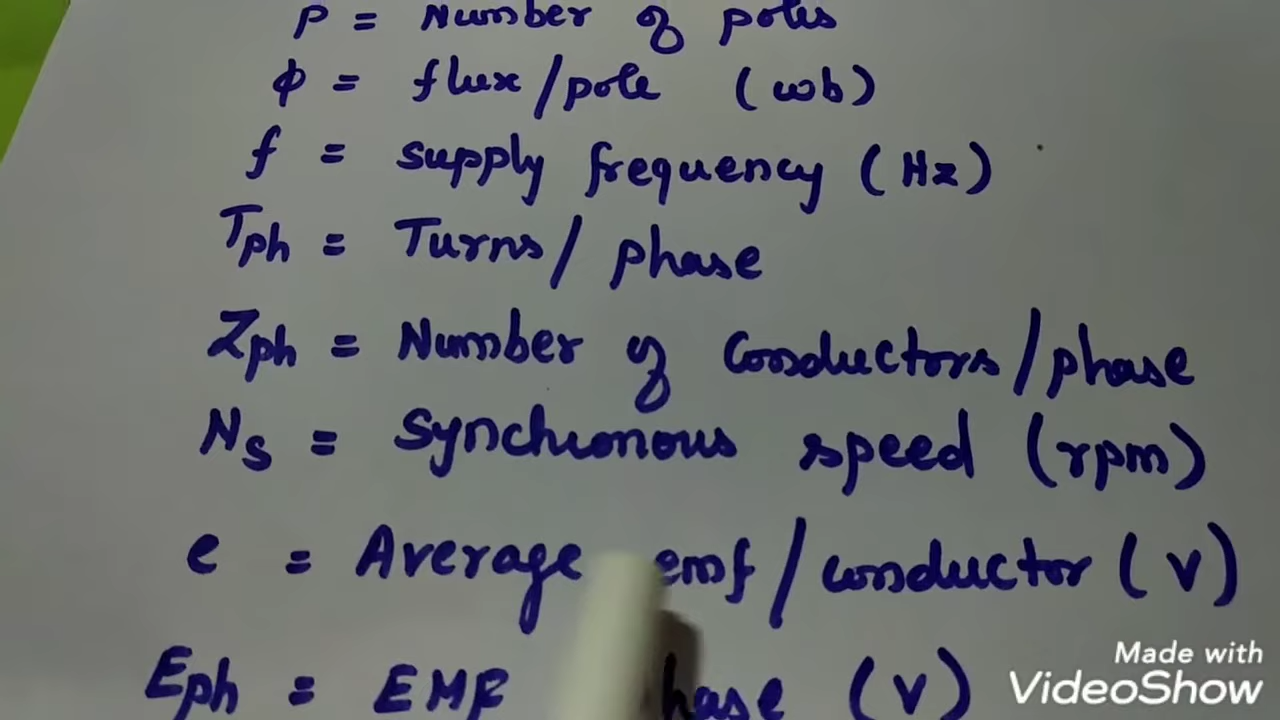 P = Number of poles
φ = flux/pole (wb)
f = supply frequency (Hz)
Tph = Turns/phase
Zph = Number of Conductors/phase
Ns = Synchronous speed (rpm)
e = Average emf/conductor (V)
Eph = EMF hase (V)
Made with
VideoShow